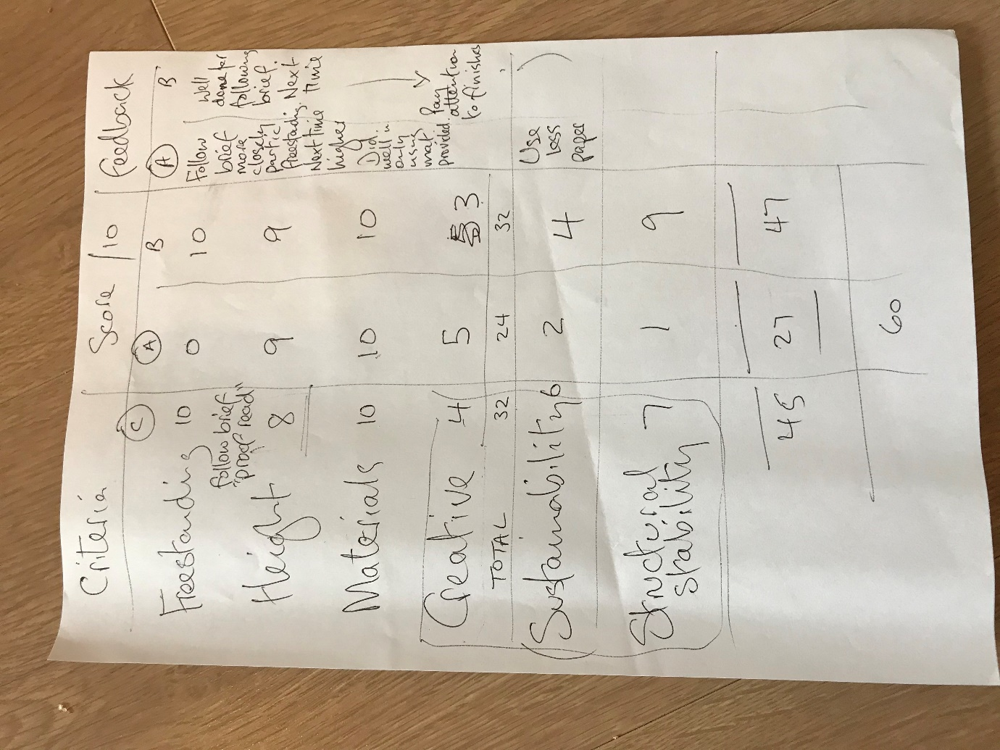 Criteria Score /10 Feedback
C A B A B
Freestanding 10 0 10
follow brief
"proof read"
Height 8 9 9
Materials 10 10 10
Creative 4 5 3
TOTAL 32 24 32
Sustainability 6 2 4
Structural
stability 7 1 9
45 27 47
60
Follow
brief
more
closely
partic
freestanding.
Next time
higher
Did
well in
only
using
mat
provided.
Use
less
paper
Well
done for
following
brief.
Next
time
Pay
attention
to finishes